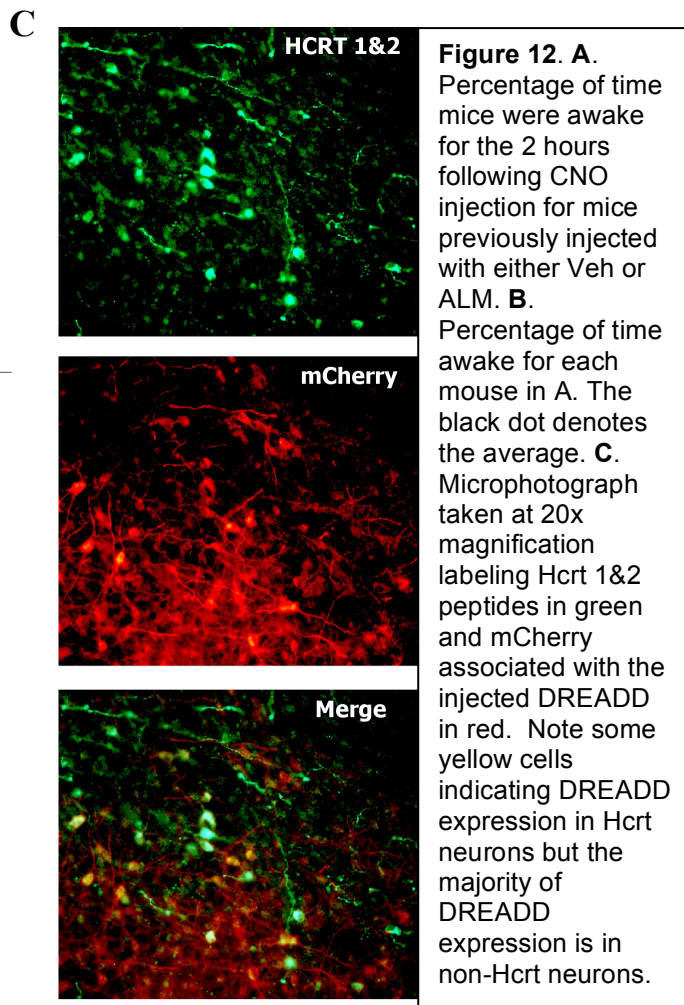 C
HCRT 1&2
mCherry
Merge
Figure 12. A.
Percentage of time
mice were awake
for the 2 hours
following CNO
injection for mice
previously injected
with either Veh or
ALM. B.
Percentage of time
awake for each
mouse in A. The
black dot denotes
the average. C.
Microphotograph
taken at 20x
magnification
labeling Hcrt 1&2
peptides in green
and mCherry
associated with the
injected DREADD
in red.  Note some
yellow cells
indicating DREADD
expression in Hcrt
neurons but the
majority of
DREADD
expression is in
non-Hcrt neurons.